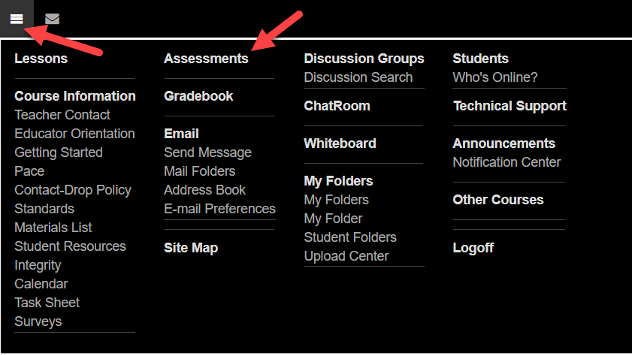 Lessons
Course Information
Teacher Contact
Educator Orientation
Getting Started
Pace
Contact-Drop Policy
Standards
Materials List
Student Resources
Integrity
Calendar
Task Sheet
Surveys
Assessments
Gradebook
Email
Send Message
Mail Folders
Address Book
E-mail Preferences
Site Map
Discussion Groups
Discussion Search
ChatRoom
Whiteboard
My Folders
My Folders
My Folder
Student Folders
Upload Center
Students
Who's Online?
Technical Support
Announcements
Notification Center
Other Courses
Logoff